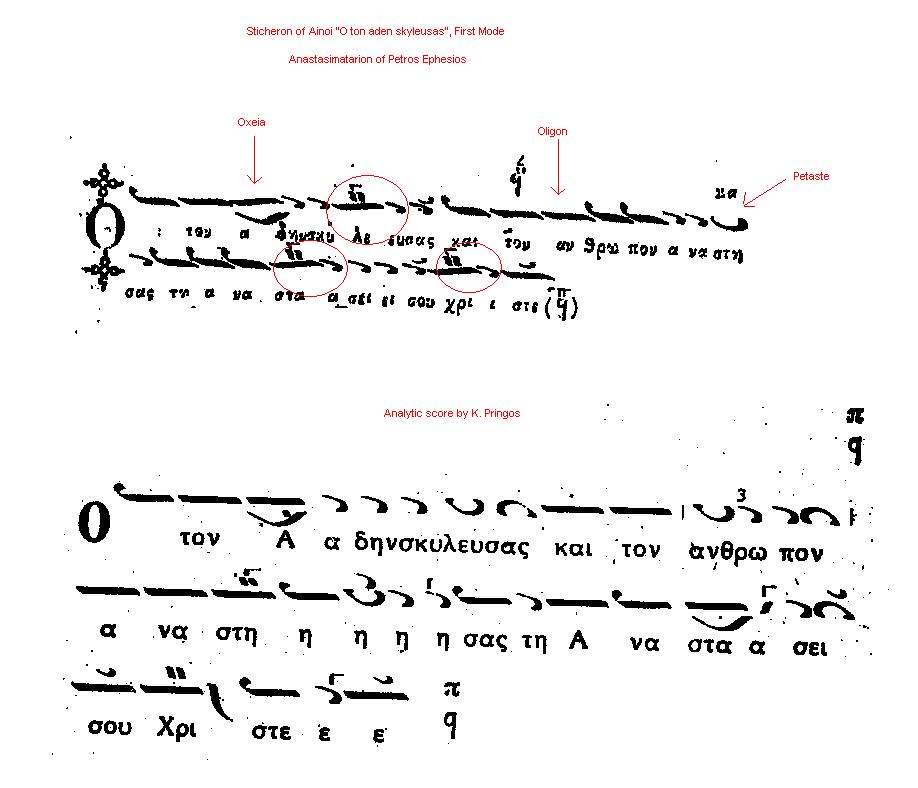 Sticheron of Ainoi "O ton aden skyleusas", First Mode
Anastasimatarion of Petros Ephesios
Oxeia
Oligon
Petaste
πα
Ο τον α λε υσας και τον αν θρω πον α να στη
σας τη α να στα α σει ει σου χρι ι στε (π q)
Analytic score by K. Pringos
π
q
Ο τον Α α δηνσκυλευσας και τον ανθρω πον
α να στη η η η η σας τη Α να στα α σει
σου Χρι στε ε ε π q